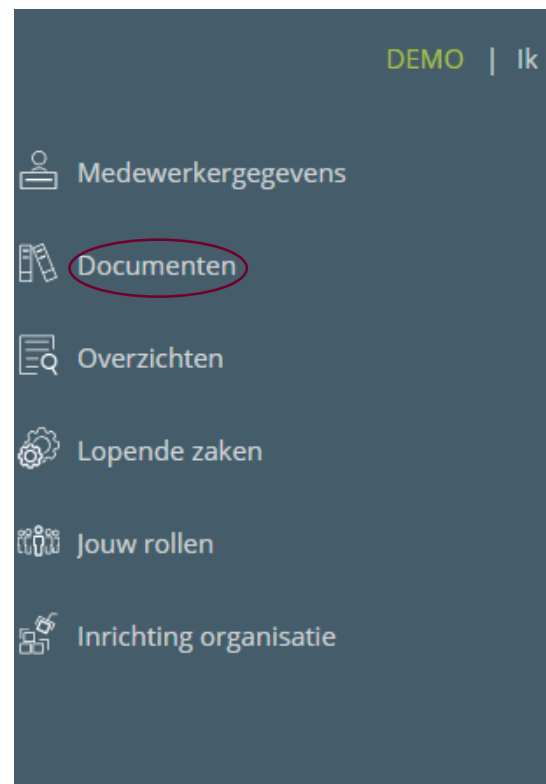 DEMO | Ik
Medewerkergegevens
Documenten
Overzichten
Lopende zaken
Jouw rollen
Inrichting organisatie